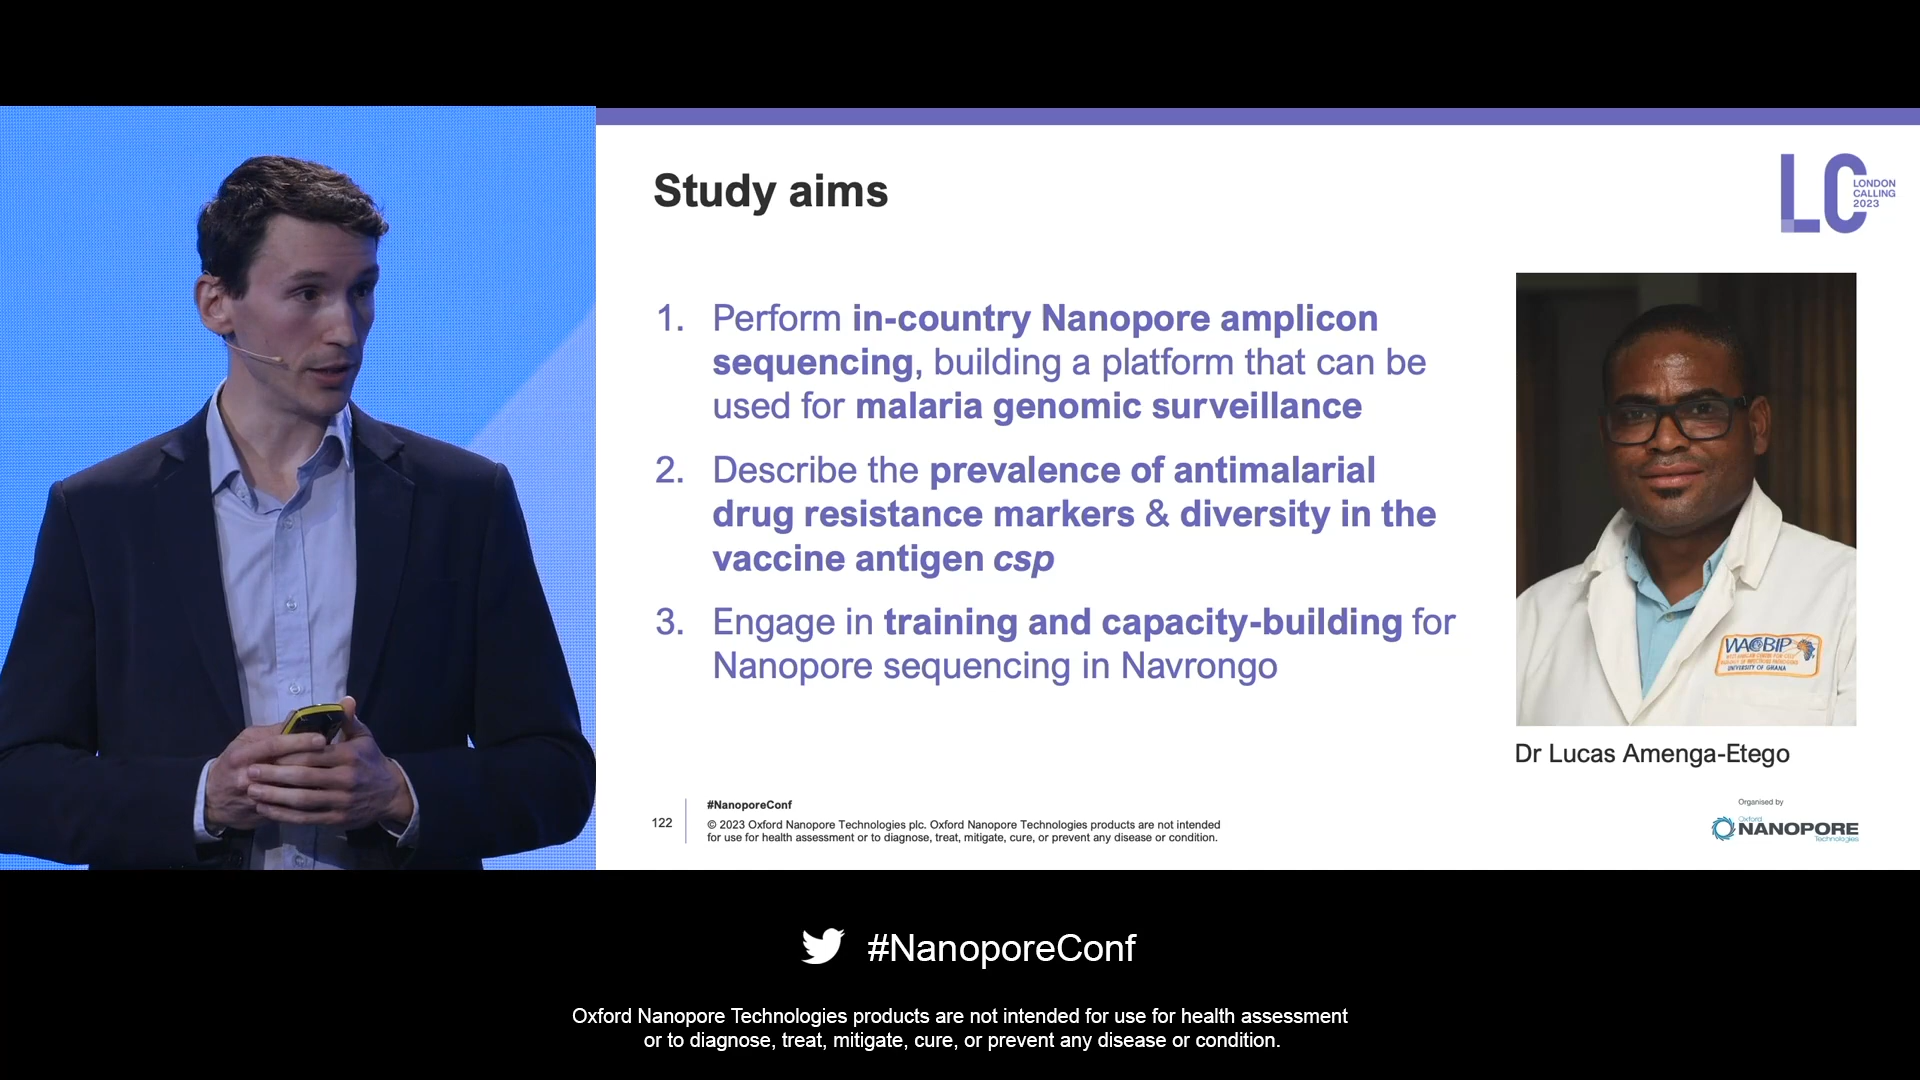 Study aims
LC
LONDON
CALLING
2023
1. Perform in-country Nanopore amplicon
sequencing, building a platform that can be
used for malaria genomic surveillance
2. Describe the prevalence of antimalarial
drug resistance markers & diversity in the
vaccine antigen csp
3. Engage in training and capacity-building for
Nanopore sequencing in Navrongo
WACBIP
UNIVERSITY OF GHANA
Dr Lucas Amenga-Etego
122
#NanoporeConf
© 2023 Oxford Nanopore Technologies plc. Oxford Nanopore Technologies products are not intended
for use for health assessment or to diagnose, treat, mitigate, cure, or prevent any disease or condition.
Organised by
Oxford
NANOPORE
Technologies
#NanoporeConf
Oxford Nanopore Technologies products are not intended for use for health assessment
or to diagnose, treat, mitigate, cure, or prevent any disease or condition.